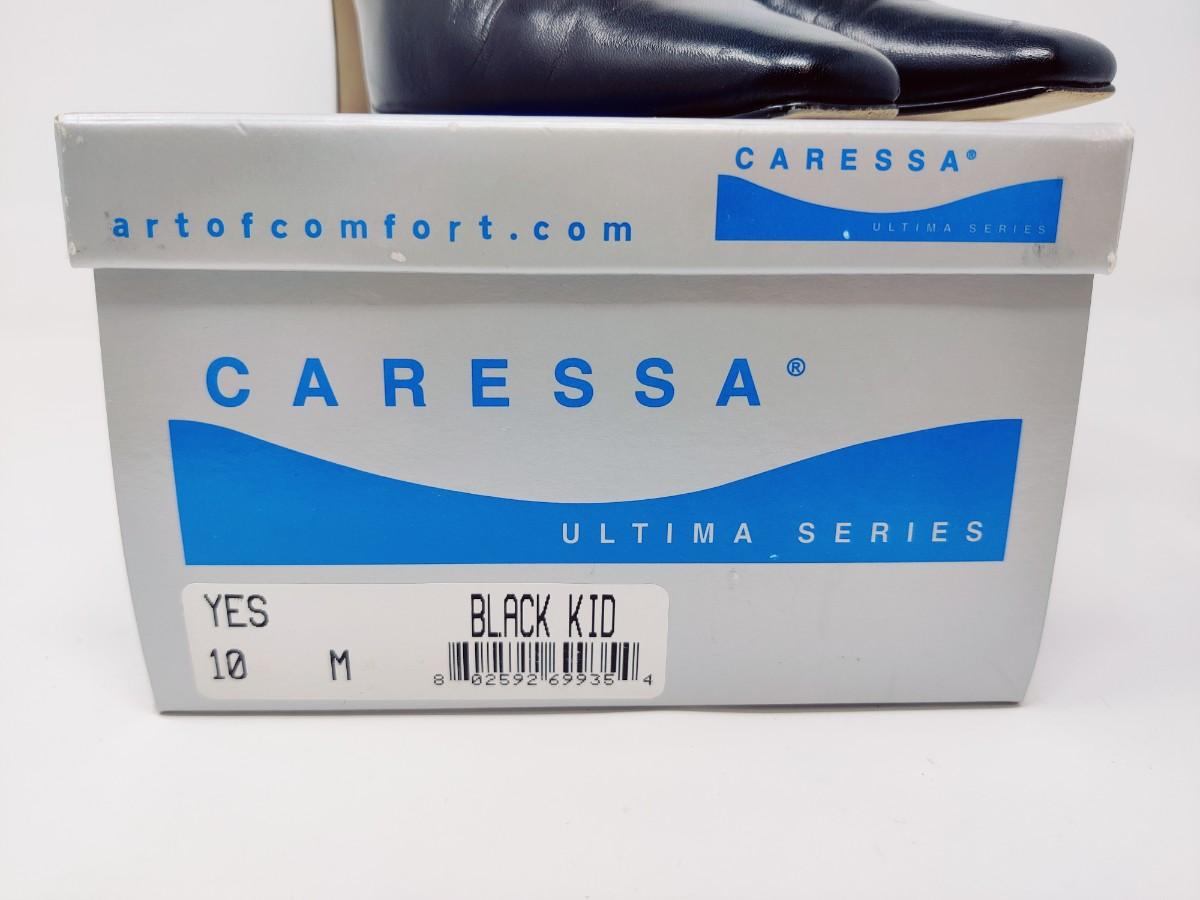 CARESSA®
artofcomfort.com
ULTIMA SERIES
CARESSA®
ULTIMA SERIES
YES BLACK KID
10 M
8 02592 69935 4